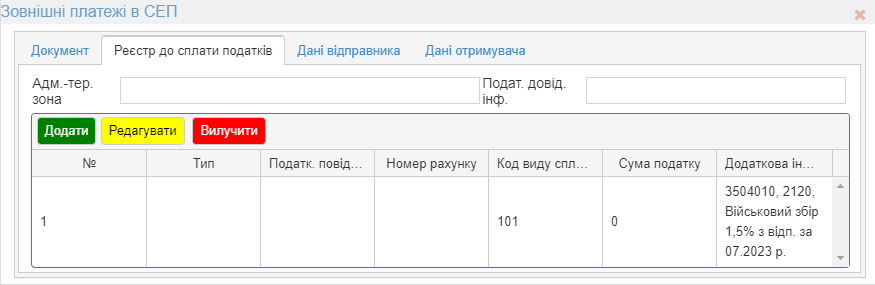 Зовнішні платежі в СЕП
Документ Реєстр до сплати податків Дані відправника Дані отримувача
Адм.-тер. зона Подат. довід. інф.
Додати Редагувати Вилучити
№ Тип Податк. повід... Номер рахунку Код виду спл... Сума податку Додаткова ін...
1 101 0 3504010, 2120,
Військовий збір
1,5% з відп. за
07.2023 р.